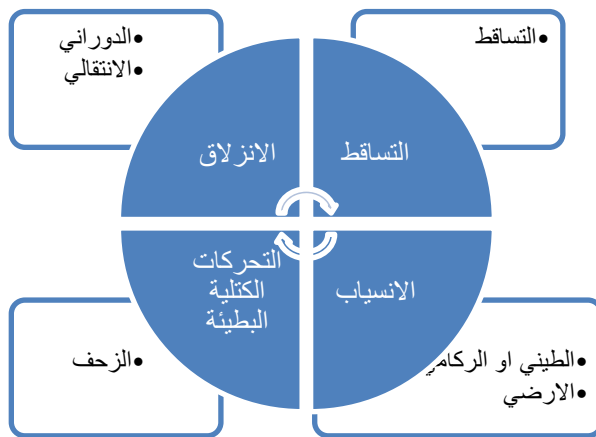 •التساقط
•الدوراني
•الانتقالي
التساقط
الانزلاق
الانسياب
التحركات
الكتلية
البطيئة
•الطيني او الركامي
•الارضي
•الزحف